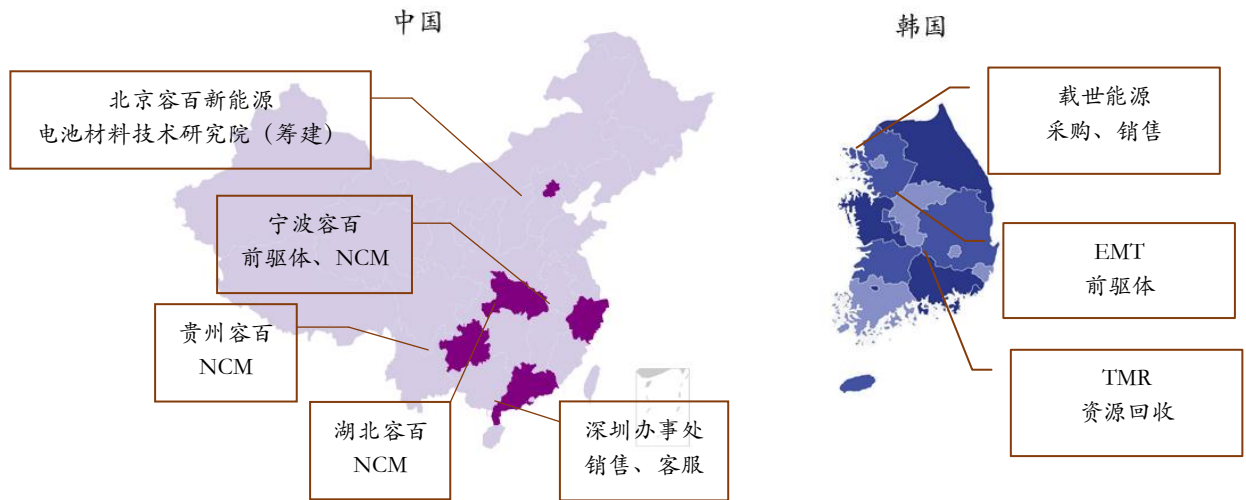 中国
韩国
北京容百新能源
电池材料技术研究院（筹建）
宁波容百
前驱体、NCM
贵州容百
NCM
湖北容百
NCM
深圳办事处
销售、客服
载世能源
采购、销售
EMT
前驱体
TMR
资源回收